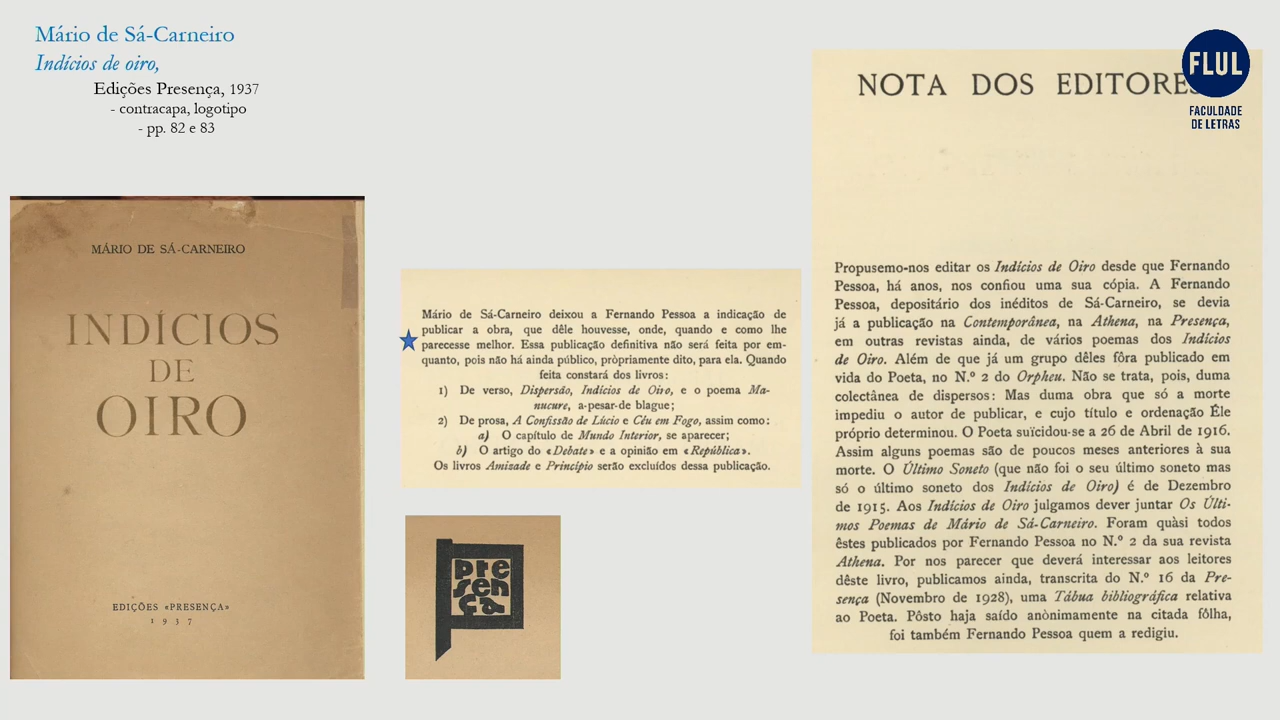 Mário de Sá-Carneiro
Indícios de oiro,
Edições Presença, 1937
- contracapa, logotipo
- pp. 82 e 83
MÁRIO DE SÁ-CARNEIRO
INDÍCIOS
DE
OIRO
EDIÇÕES «PRESENÇA»
1937
Mário de Sá-Carneiro deixou a Fernando Pessoa a indicação de
publicar a obra, que dêle houvesse, onde, quando e como lhe
parecesse melhor. Essa publicação definitiva não será feita por em-
quanto, pois não há ainda público, pròpriamente dito, para ela. Quando
feita constará dos livros:
1) De verso, Dispersão, Indícios de Oiro, e o poema Ma-
nucure, a-pesar-de blague;
2) De prosa, A Confissão de Lúcio e Céu em Fogo, assim como:
a) O capítulo de Mundo Interior, se aparecer;
b) O artigo do «Debate» e a opinião em «República».
Os livros Amizade e Princípio serão excluídos dessa publicação.
pre
sen
ça
NOTA DOS EDITORES
Propusemo-nos editar os Indícios de Oiro desde que Fernando
Pessoa, há anos, nos confiou uma sua cópia. A Fernando
Pessoa, depositário dos inéditos de Sá-Carneiro, se devia
já a publicação na Contemporânea, na Athena, na Presença,
em outras revistas ainda, de vários poemas dos Indícios
de Oiro. Além de que já um grupo dêles fôra publicado em
vida do Poeta, no N.º 2 do Orpheu. Não se trata, pois, duma
colectânea de dispersos: Mas duma obra que só a morte
impediu o autor de publicar, e cujo título e ordenação Êle
próprio determinou. O Poeta suïcidou-se a 26 de Abril de 1916.
Assim alguns poemas são de poucos meses anteriores à sua
morte. O Último Soneto (que não foi o seu último soneto mas
só o último soneto dos Indícios de Oiro) é de Dezembro
de 1915. Aos Indícios de Oiro julgamos dever juntar Os Últi-
mos Poemas de Mário de Sá-Carneiro. Foram quàsi todos
êstes publicados por Fernando Pessoa no N.º 2 da sua revista
Athena. Por nos parecer que deverá interessar aos leitores
dêste livro, publicamos ainda, transcrita do N.º 16 da Pre-
sença (Novembro de 1928), uma Tábua bibliográfica relativa
ao Poeta. Pôsto haja saído anònimamente na citada fôlha,
foi também Fernando Pessoa quem a redigiu.
FLUL
FACULDADE
DE LETRAS